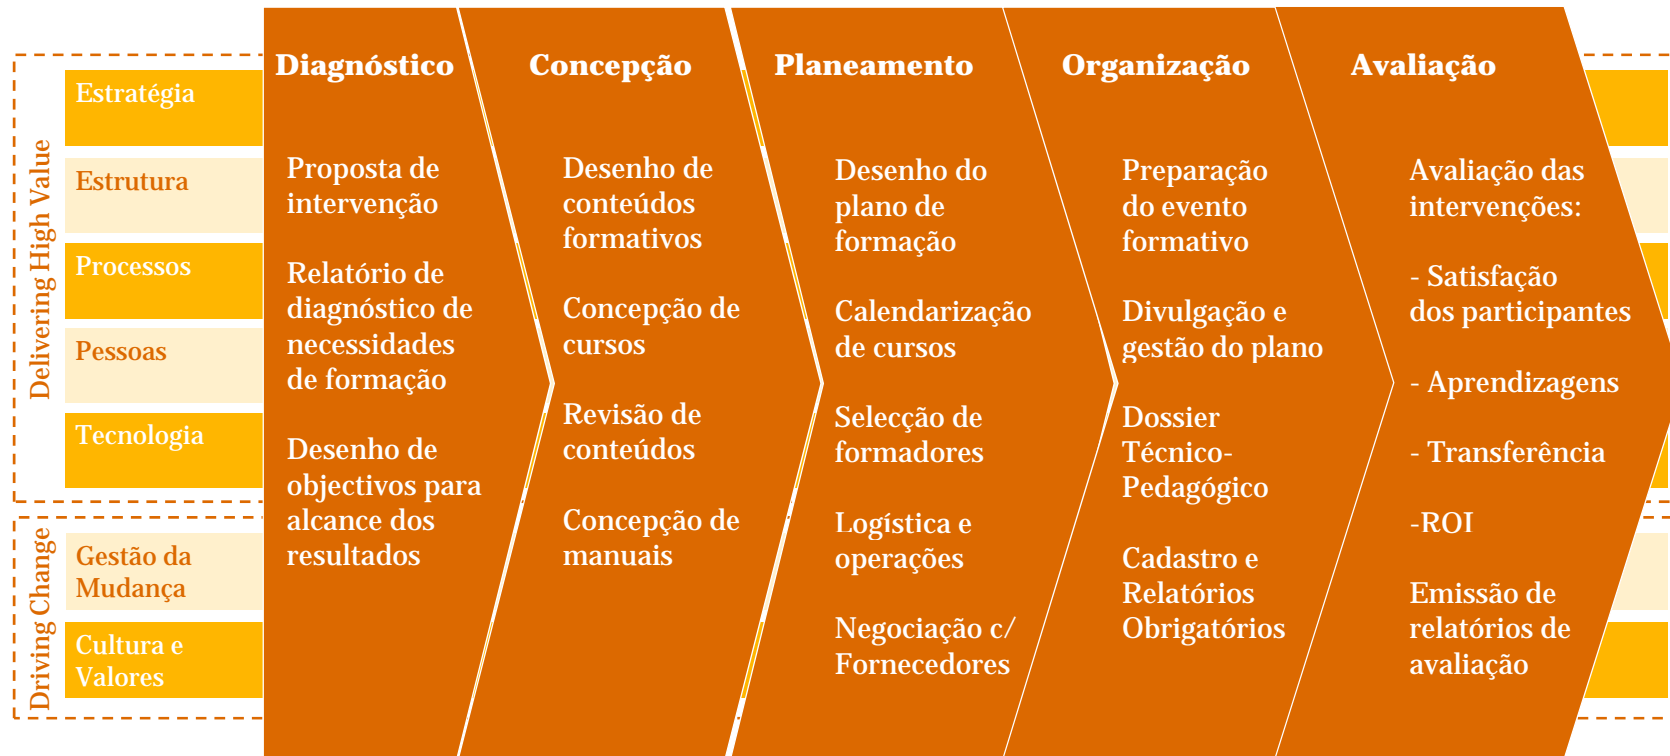 Delivering High Value
Estratégia
Estrutura
Processos
Pessoas
Tecnologia
Driving Change
Gestão da
Mudança
Cultura e
Valores
Diagnóstico
Proposta de
intervenção
Relatório de
diagnóstico de
necessidades
de formação
Desenho de
objectivos para
alcance dos
resultados
Concepção
Desenho de
conteúdos
formativos
Concepção de
cursos
Revisão de
conteúdos
Concepção de
manuais
Planeamento
Desenho do
plano de
formação
Calendarização
de cursos
Selecção de
formadores
Logística e
operações
Negociação c/
Fornecedores
Organização
Preparação
do evento
formativo
Divulgação e
gestão do plano
Dossier
Técnico-
Pedagógico
Cadastro e
Relatórios
Obrigatórios
Avaliação
Avaliação das
intervenções:
- Satisfação
dos participantes
- Aprendizagens
- Transferência
-ROI
Emissão de
relatórios de
avaliação